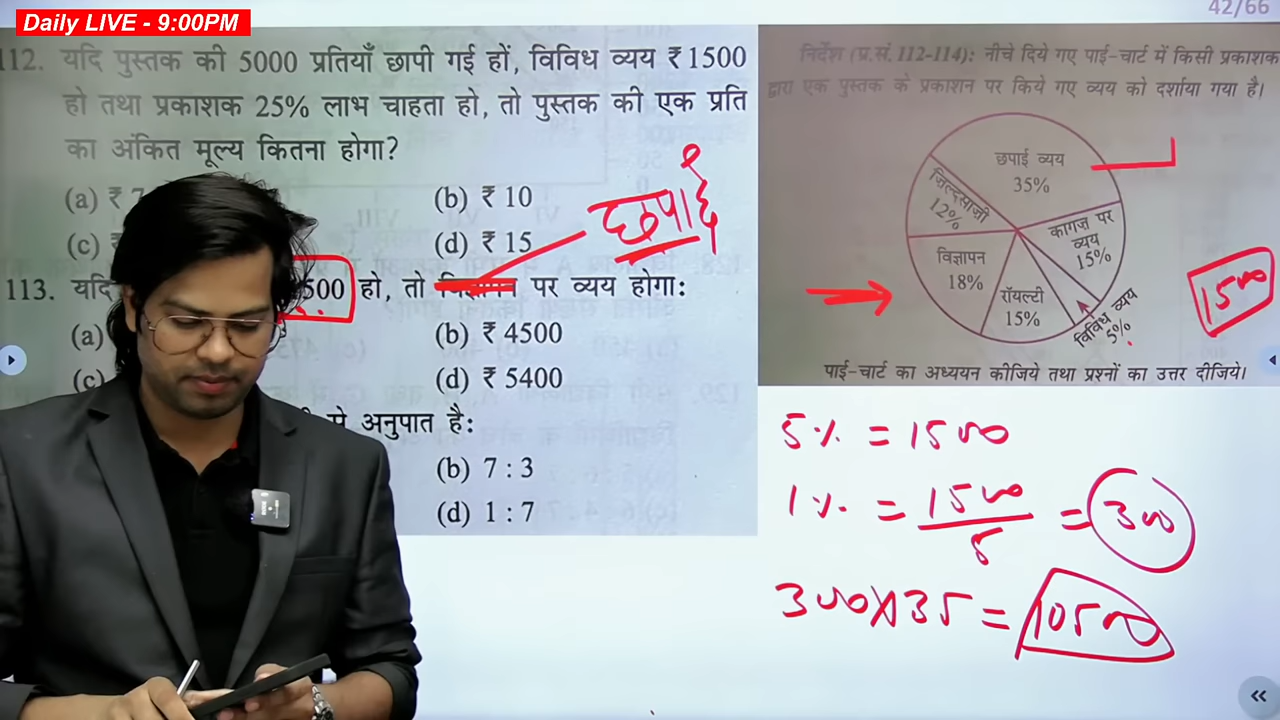 Daily LIVE - 9:00PM
42/66
112. यदि पुस्तक की 5000 प्रतियाँ छापी गई हों, विविध व्यय ₹ 1500
हो तथा प्रकाशक 25% लाभ चाहता हो, तो पुस्तक की एक प्रति
का अंकित मूल्य कितना होगा?
(a) ₹ 7
(b) ₹ 10
(c)
(d) ₹ 15
छपाई
113. यदि 500 हो, तो विज्ञापन पर व्यय होगा:
(a)
(b) ₹ 4500
(c)
(d) ₹ 5400
से अनुपात है:
(b) 7 : 3
(d) 1 : 7
निर्देश (प्र.सं. 112-114): नीचे दिये गए पाई-चार्ट में किसी प्रकाशक
द्वारा एक पुस्तक के प्रकाशन पर किये गए व्यय को दर्शाया गया है।
छपाई व्यय
35%
जिल्दसाजी
12%
कागज पर
व्यय
15%
विज्ञापन
18%
रॉयल्टी
15%
विविध व्यय
5%
1500
पाई-चार्ट का अध्ययन कीजिये तथा प्रश्नों का उत्तर दीजिये।
5% = 1500
1% = 1500/5 = 300
300×35 = 10500